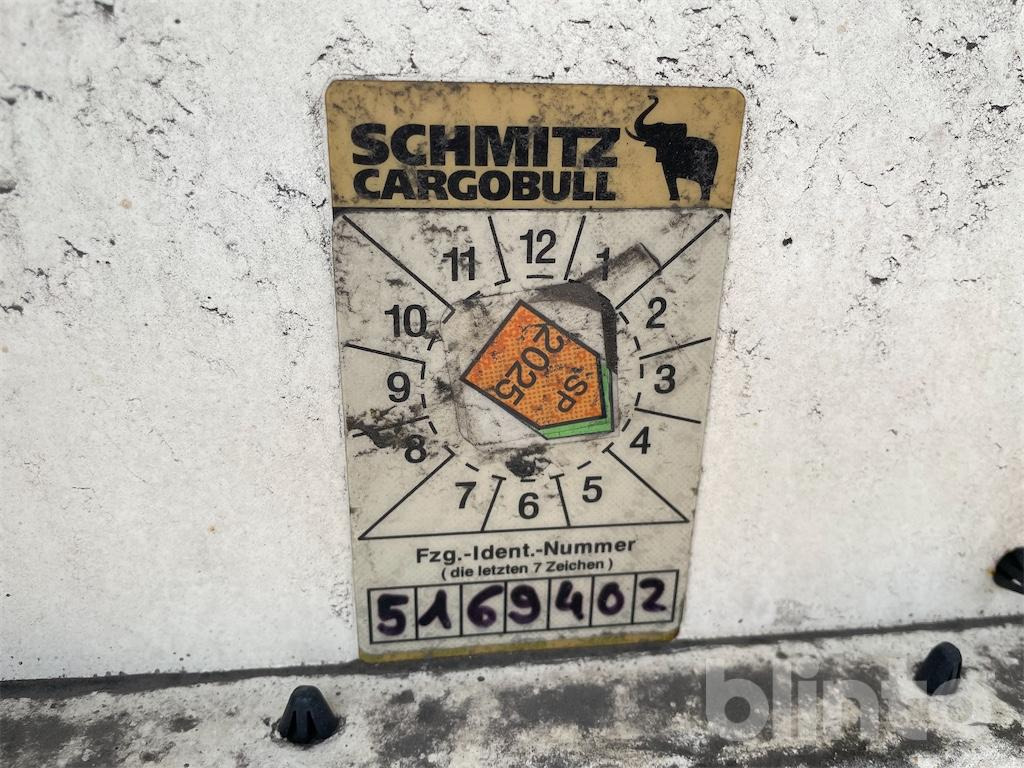 SCHMITZ
CARGOBULL
11 12 1
10 2
9 3
8 4
7 6 5
2025
SP
Fzg.-Ident.-Nummer
( die letzten 7 Zeichen )
5169402
blinto